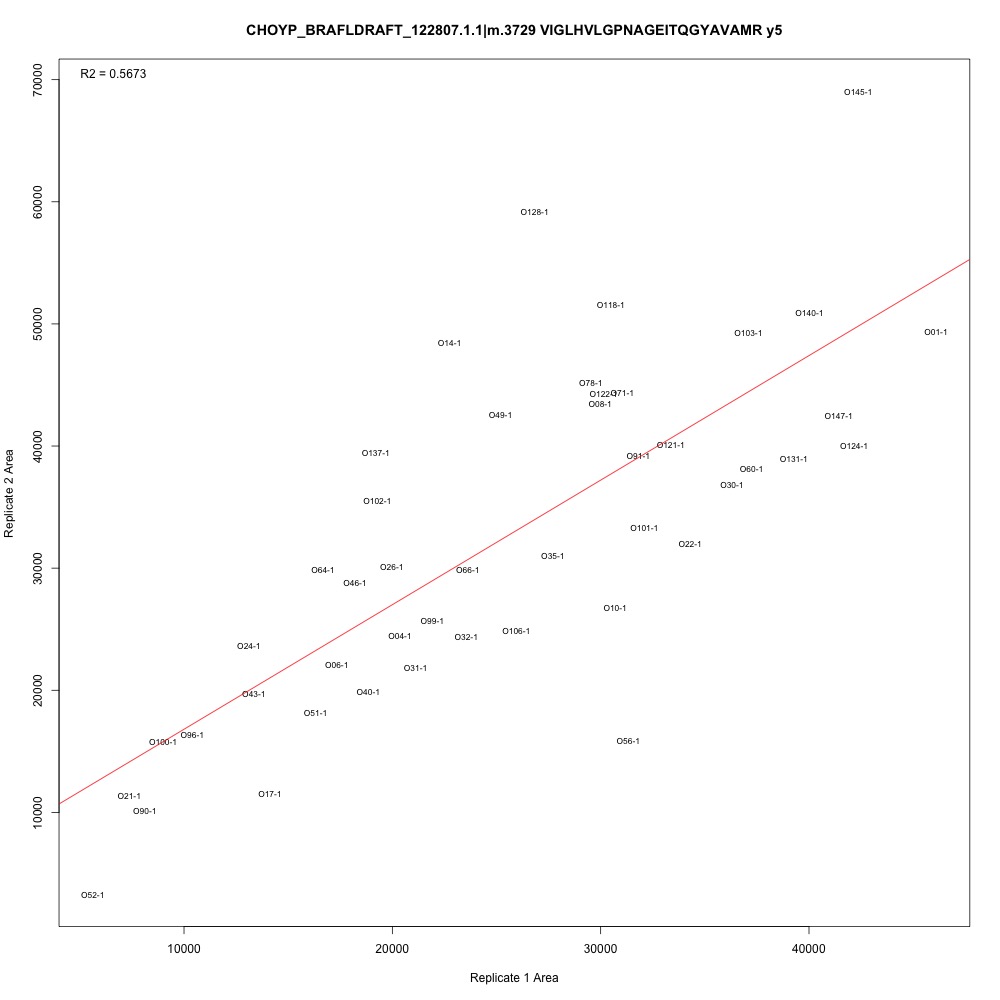 CHOYP_BRAFLDRAFT_122807.1.1|m.3729 VIGLHVLGPNAGEITQGYAVAMR y5
R2 = 0.5673
70000
O145-1
60000
O128-1
O118-1
O140-1
50000
O103-1
O01-1
O14-1
O78-1
O122-1
O71-1
O08-1
O49-1
O147-1
40000
O121-1
O124-1
O137-1
O91-1
O131-1
O60-1
O30-1
O102-1
Replicate 2 Area
O101-1
O22-1
O35-1
30000
O64-1
O26-1
O66-1
O46-1
O10-1
O99-1
O106-1
O04-1
O32-1
O24-1
O06-1
O31-1
20000
O43-1
O40-1
O51-1
O96-1
O100-1
O56-1
O21-1
O17-1
10000
O90-1
O52-1
10000 20000 30000 40000
Replicate 1 Area